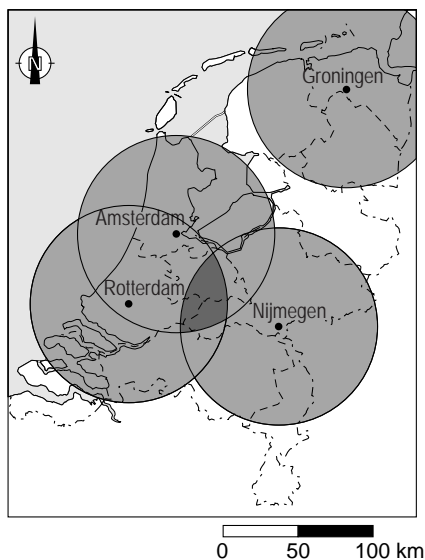 N
Groningen
Amsterdam
Rotterdam
Nijmegen
0 50 100 km